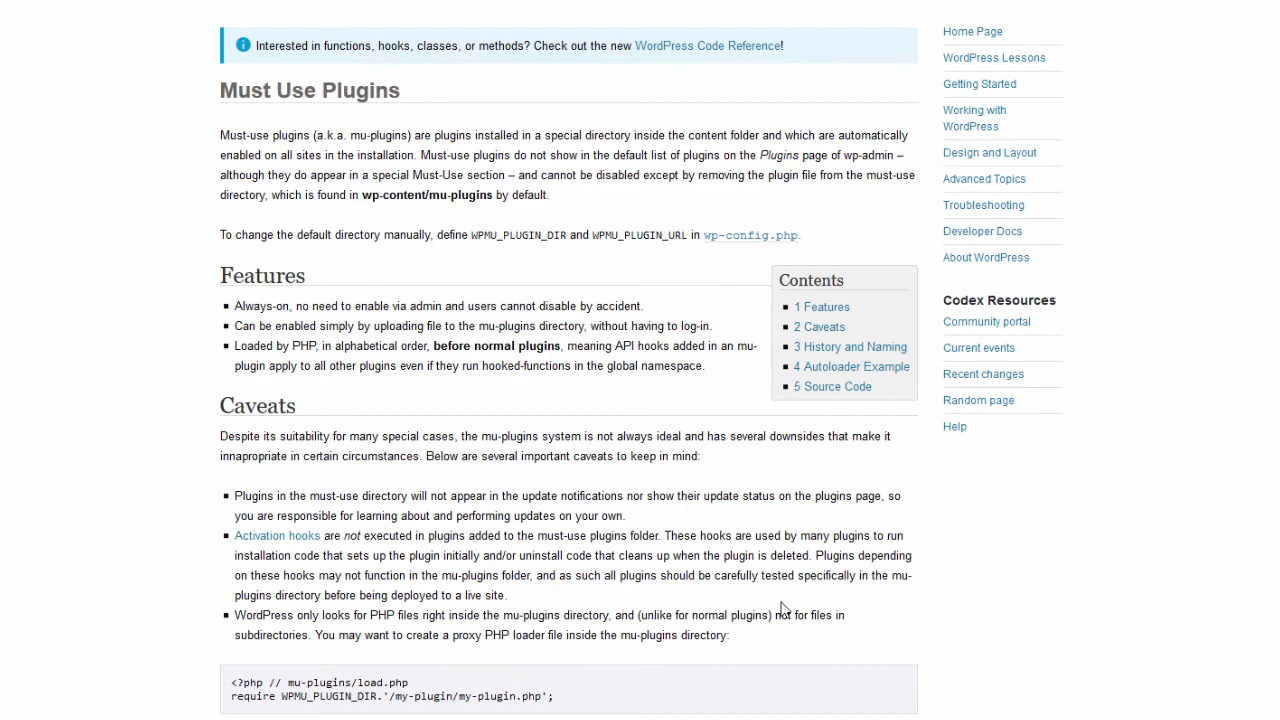 Interested in functions, hooks, classes, or methods? Check out the new WordPress Code Reference!
Must Use Plugins
Must-use plugins (a.k.a. mu-plugins) are plugins installed in a special directory inside the content folder and which are automatically
enabled on all sites in the installation. Must-use plugins do not show in the default list of plugins on the Plugins page of wp-admin –
although they do appear in a special Must-Use section – and cannot be disabled except by removing the plugin file from the must-use
directory, which is found in wp-content/mu-plugins by default.
To change the default directory manually, define WPMU_PLUGIN_DIR and WPMU_PLUGIN_URL in wp-config.php.
Features
Always-on, no need to enable via admin and users cannot disable by accident.
Can be enabled simply by uploading file to the mu-plugins directory, without having to log-in.
Loaded by PHP, in alphabetical order, before normal plugins, meaning API hooks added in an mu-
plugin apply to all other plugins even if they run hooked-functions in the global namespace.
Contents
1 Features
2 Caveats
3 History and Naming
4 Autoloader Example
5 Source Code
Caveats
Despite its suitability for many special cases, the mu-plugins system is not always ideal and has several downsides that make it
innapropriate in certain circumstances. Below are several important caveats to keep in mind:
Plugins in the must-use directory will not appear in the update notifications nor show their update status on the plugins page, so
you are responsible for learning about and performing updates on your own.
Activation hooks are not executed in plugins added to the must-use plugins folder. These hooks are used by many plugins to run
installation code that sets up the plugin initially and/or uninstall code that cleans up when the plugin is deleted. Plugins depending
on these hooks may not function in the mu-plugins folder, and as such all plugins should be carefully tested specifically in the mu-
plugins directory before being deployed to a live site.
WordPress only looks for PHP files right inside the mu-plugins directory, and (unlike for normal plugins) not for files in
subdirectories. You may want to create a proxy PHP loader file inside the mu-plugins directory:
<?php // mu-plugins/load.php
require WPMU_PLUGIN_DIR.'/my-plugin/my-plugin.php';
Home Page
WordPress Lessons
Getting Started
Working with
WordPress
Design and Layout
Advanced Topics
Troubleshooting
Developer Docs
About WordPress
Codex Resources
Community portal
Current events
Recent changes
Random page
Help